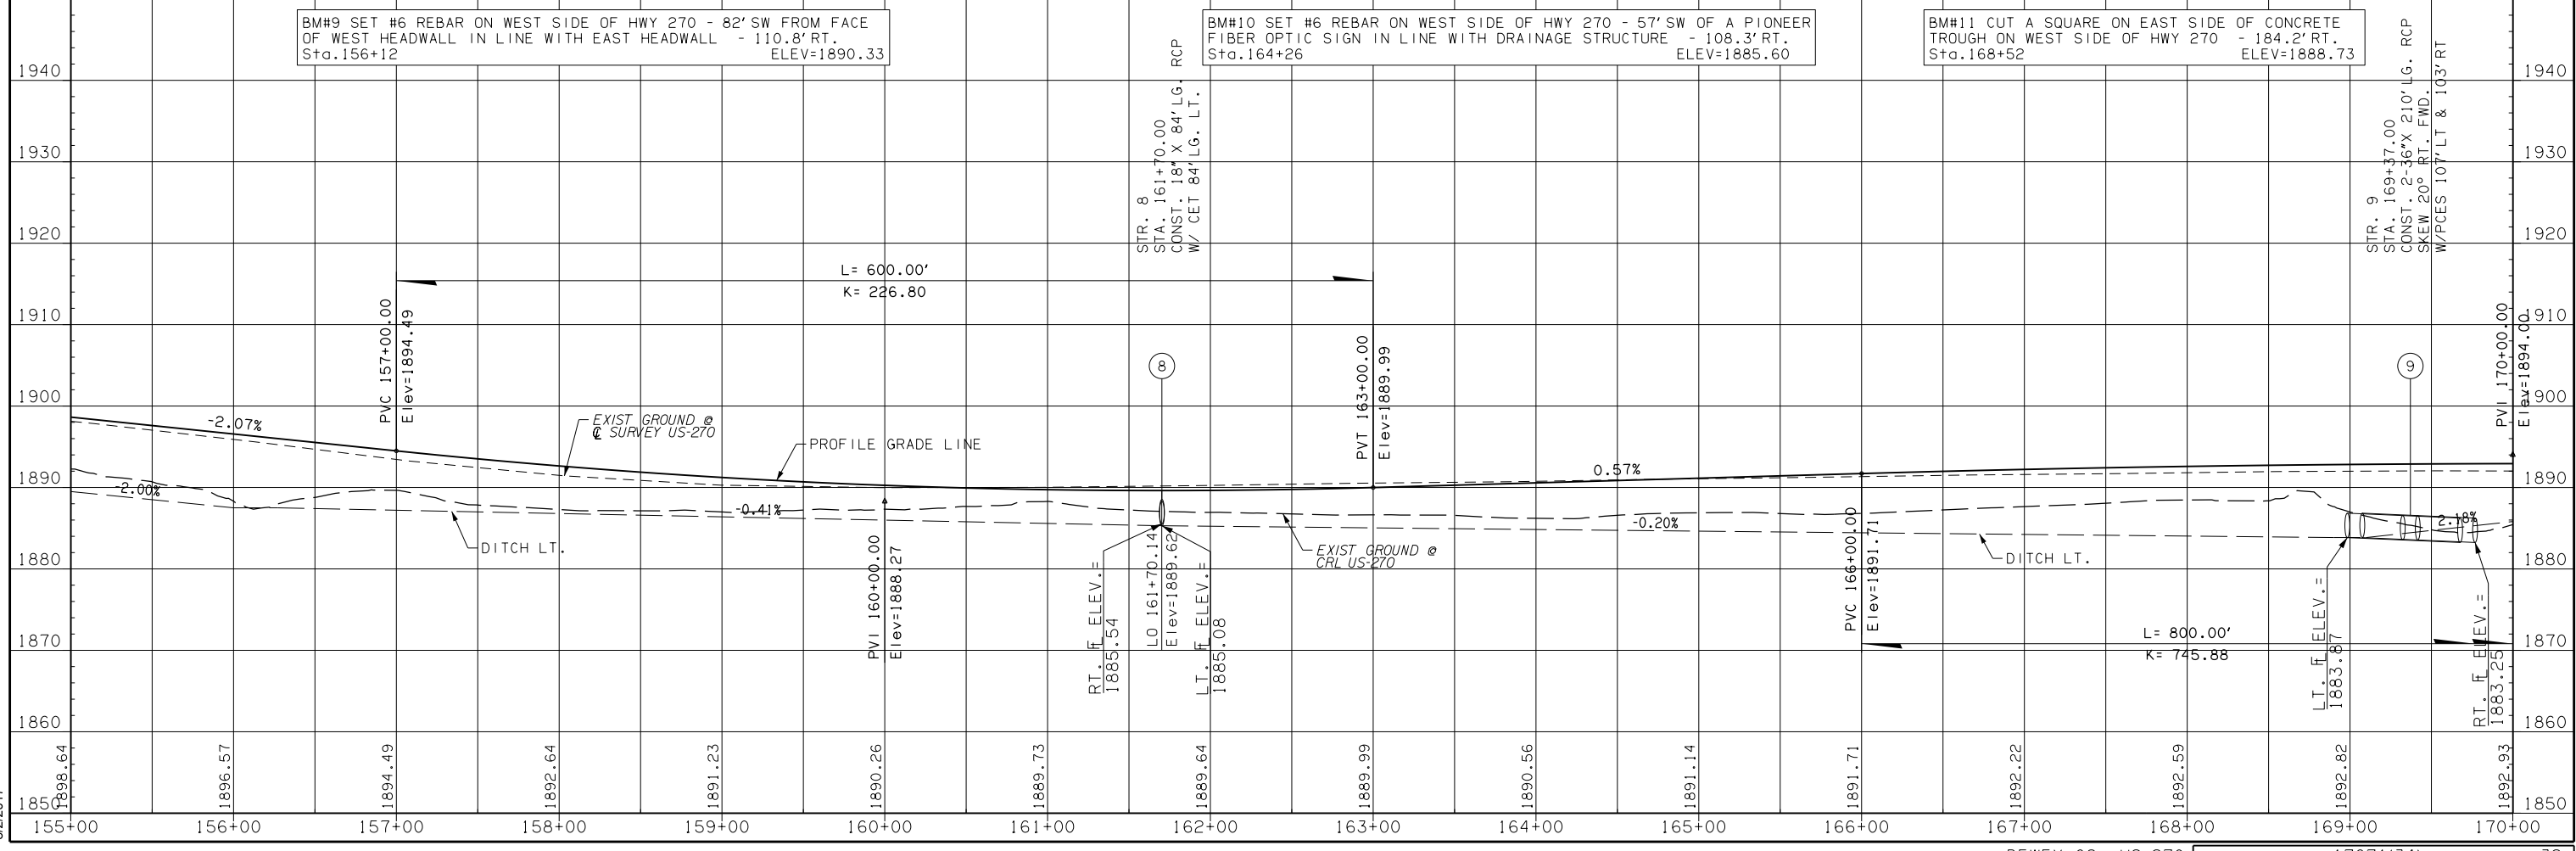 BM#9 SET #6 REBAR ON WEST SIDE OF HWY 270 - 82' SW FROM FACE
OF WEST HEADWALL IN LINE WITH EAST HEADWALL - 110.8' RT.
Sta.156+12 ELEV=1890.33
BM#10 SET #6 REBAR ON WEST SIDE OF HWY 270 - 57' SW OF A PIONEER
FIBER OPTIC SIGN IN LINE WITH DRAINAGE STRUCTURE - 108.3' RT.
Sta.164+26 ELEV=1885.60
BM#11 CUT A SQUARE ON EAST SIDE OF CONCRETE
TROUGH ON WEST SIDE OF HWY 270 - 184.2' RT.
Sta.168+52 ELEV=1888.73
1940
1930
1920
1910
1900
1890
1880
1870
1860
1850
STR. 8
STA. 161+70.00
CONST. 18" X 84' LG. RCP
W/ CET 84' LG. LT.
STR. 9
STA. 169+37.00
CONST. 2-36"X 210' LG. RCP
SKEW 20° RT. FWD.
W/PCES 107' LT & 103' RT
L= 600.00'
K= 226.80
PVC 157+00.00
Elev=1894.49
PVT 163+00.00
Elev=1889.99
PVI 170+00.00
Elev=1894.00
8
9
-2.07%
EXIST GROUND @
℄ SURVEY US-270
PROFILE GRADE LINE
0.57%
-2.00%
-0.41%
-0.20%
2.18%
DITCH LT.
EXIST GROUND @
CRL US-270
DITCH LT.
PVI 160+00.00
Elev=1888.27
RT. FL ELEV.=
1885.54
LO 161+70.14
Elev=1889.62
LT. FL ELEV.=
1885.08
PVC 166+00.00
Elev=1891.71
L= 800.00'
K= 745.88
LT. FL ELEV.=
1883.87
RT. FL ELEV.=
1883.25
1940
1930
1920
1910
1900
1890
1880
1870
1860
1850
1898.64
1896.57
1894.49
1892.64
1891.23
1890.26
1889.73
1889.64
1889.99
1890.56
1891.14
1891.71
1892.22
1892.59
1892.82
1892.93
155+00
156+00
157+00
158+00
159+00
160+00
161+00
162+00
163+00
164+00
165+00
166+00
167+00
168+00
169+00
170+00